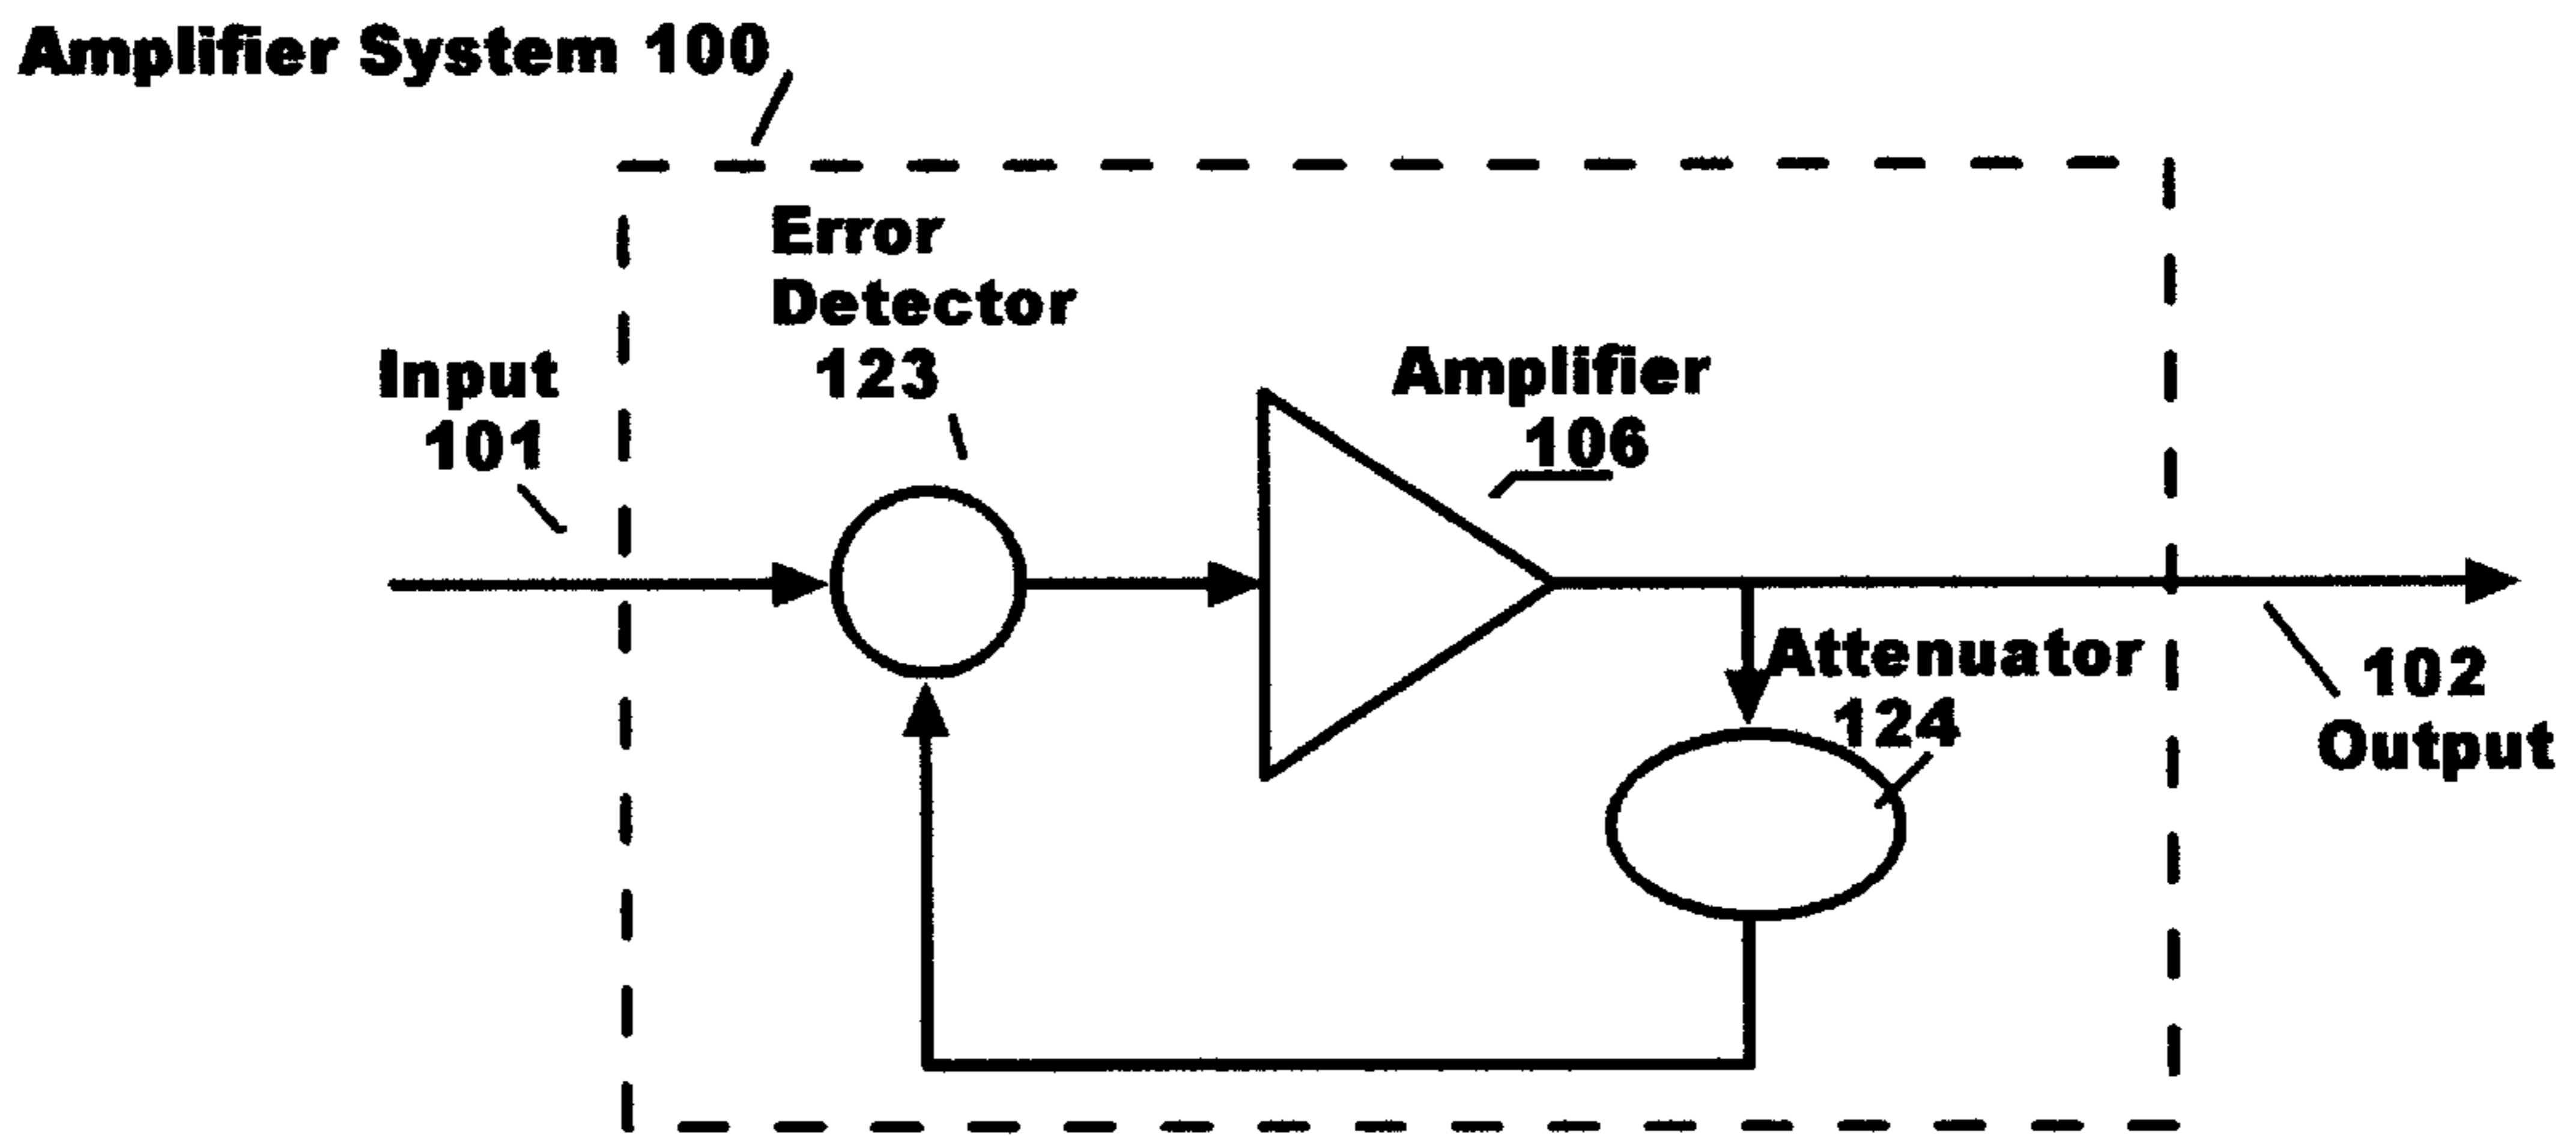 Amplifier System 100
Error
Detector
123
Input
101
Amplifier
106
Attenuator
124
102
Output